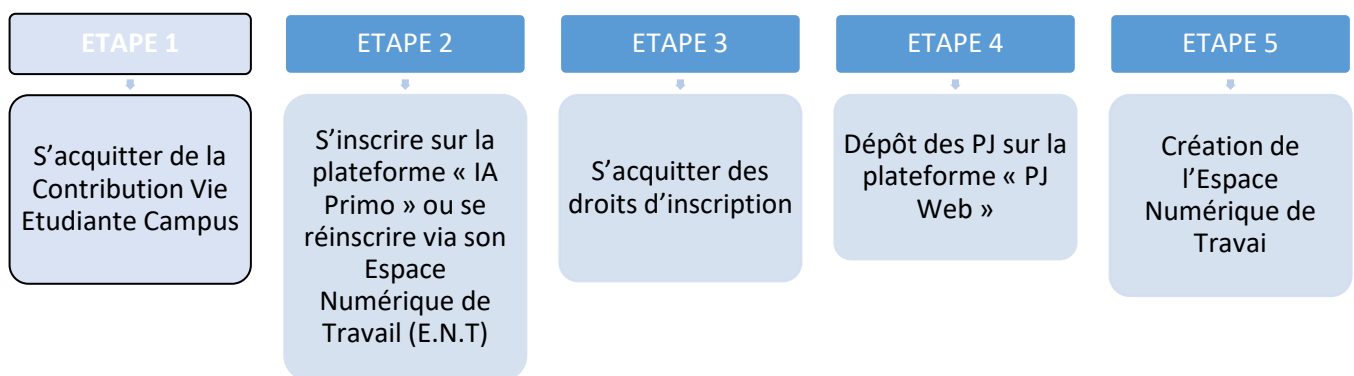 ETAPE 1
S’acquitter de la
Contribution Vie
Etudiante Campus
ETAPE 2
S’inscrire sur la
plateforme « IA
Primo » ou se
réinscrire via son
Espace
Numérique de
Travail (E.N.T)
ETAPE 3
S’acquitter des
droits d’inscription
ETAPE 4
Dépôt des PJ sur la
plateforme « PJ
Web »
ETAPE 5
Création de
l’Espace
Numérique de
Travai